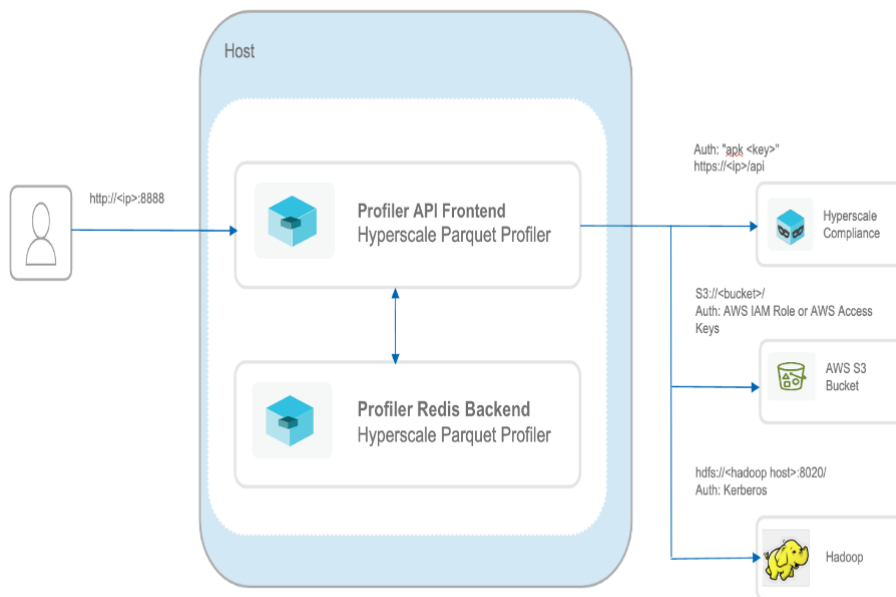 Host
http://<ip>:8888
Profiler API Frontend
Hyperscale Parquet Profiler
Profiler Redis Backend
Hyperscale Parquet Profiler
Auth: "apk <key>"
https://<ip>/api
Hyperscale
Compliance
S3://<bucket>/
Auth: AWS IAM Role or AWS Access
Keys
AWS S3
Bucket
hdfs://<hadoop host>:8020/
Auth: Kerberos
Hadoop